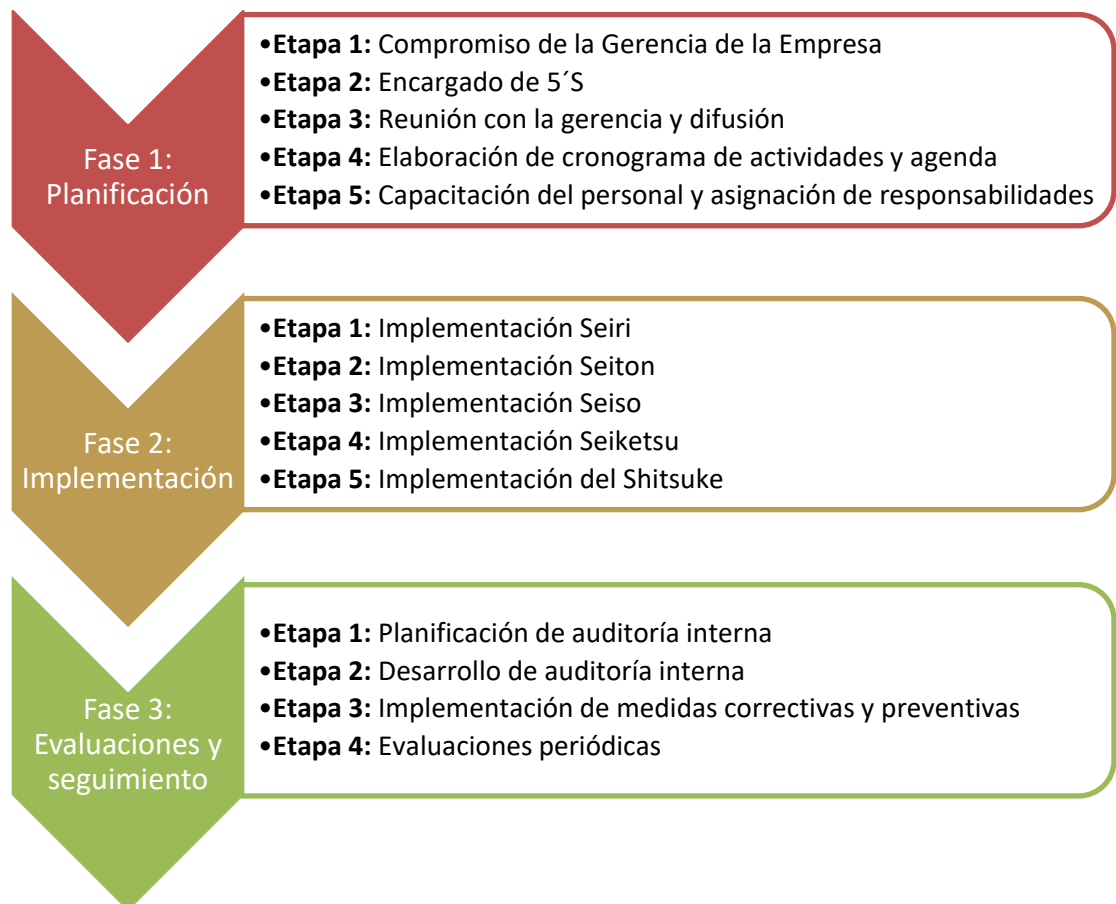 Fase 1:
Planificación
•Etapa 1: Compromiso de la Gerencia de la Empresa
•Etapa 2: Encargado de 5´S
•Etapa 3: Reunión con la gerencia y difusión
•Etapa 4: Elaboración de cronograma de actividades y agenda
•Etapa 5: Capacitación del personal y asignación de responsabilidades
Fase 2:
Implementación
•Etapa 1: Implementación Seiri
•Etapa 2: Implementación Seiton
•Etapa 3: Implementación Seiso
•Etapa 4: Implementación Seiketsu
•Etapa 5: Implementación del Shitsuke
Fase 3:
Evaluaciones y
seguimiento
•Etapa 1: Planificación de auditoría interna
•Etapa 2: Desarrollo de auditoría interna
•Etapa 3: Implementación de medidas correctivas y preventivas
•Etapa 4: Evaluaciones periódicas